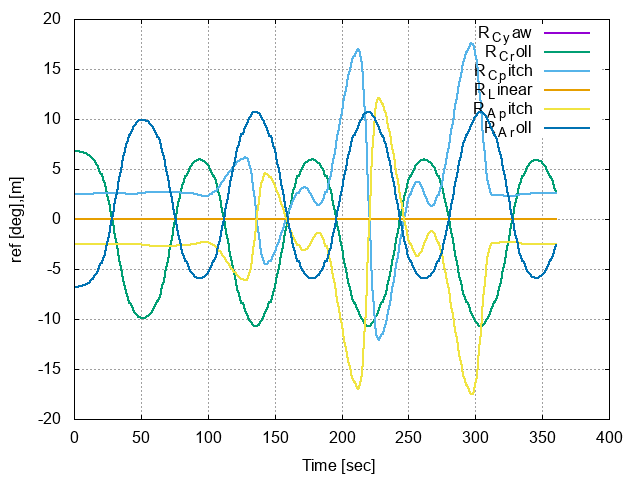 R_Cyaw
R_Croll
R_Cpitch
R_Linear
R_Apitch
R_Aroll
20
15
10
5
0
-5
-10
-15
-20
ref [deg],[m]
0 50 100 150 200 250 300 350 400
Time [sec]